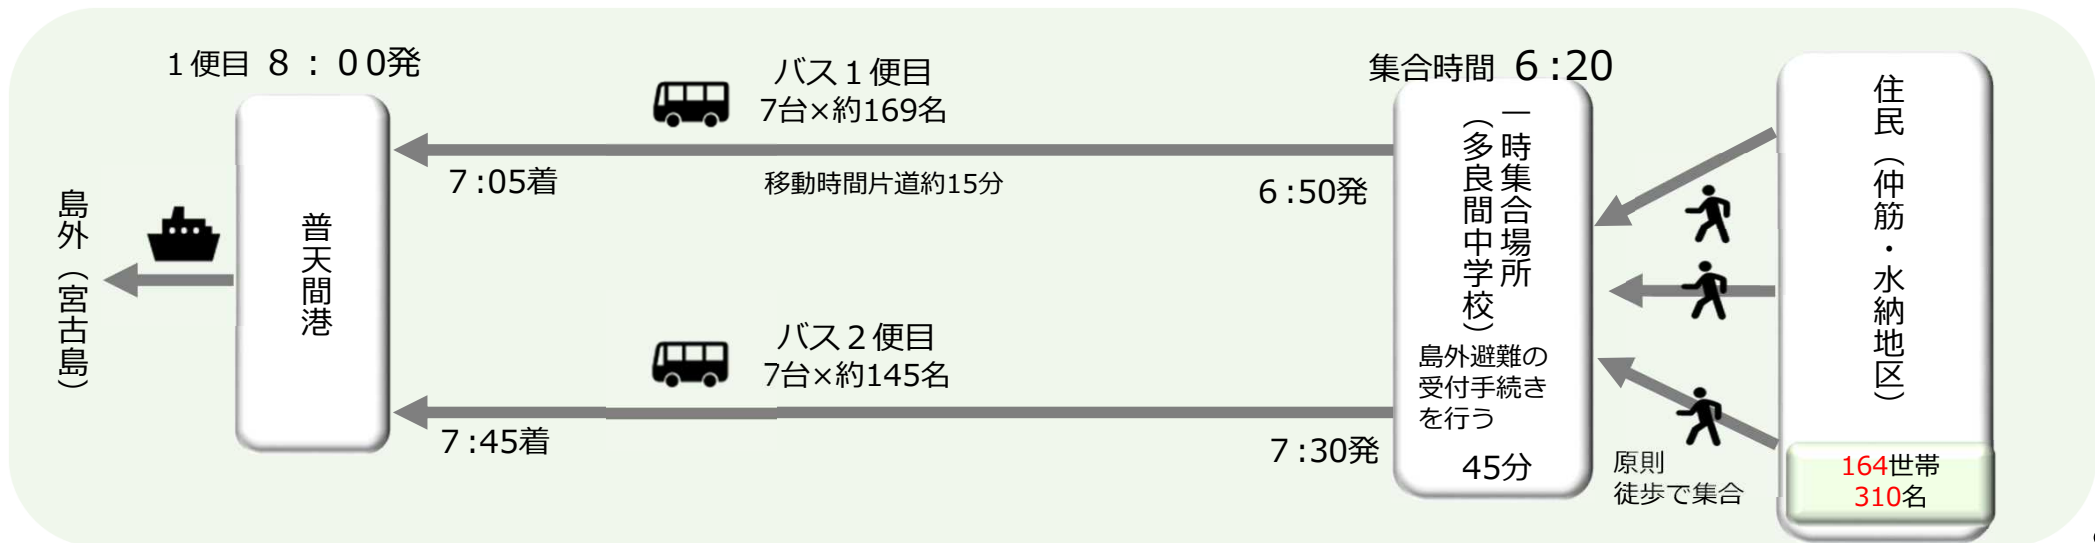 1便目 8:00発
バス1便目
7台×約169名
集合時間 6:20
住民(仲筋・水納地区)
一時集合場所
(多良間中学校)
7:05着
移動時間片道約15分
6:50発
島外(宮古島)
普天間港
バス2便目
7台×約145名
島外避難の
受付手続き
を行う
7:45着
7:30発
45分
原則
徒歩で集合
164世帯
310名